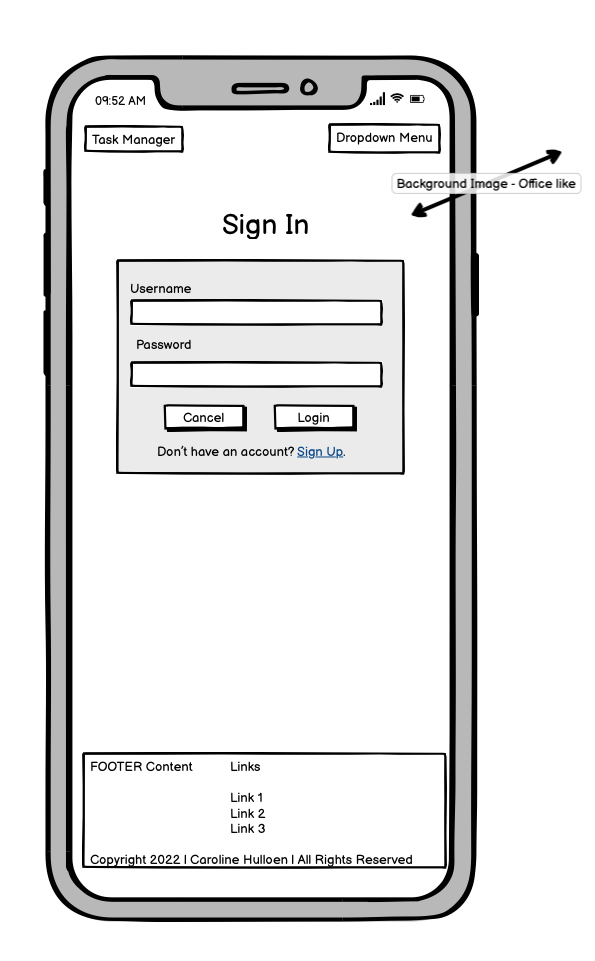 09:52 AM
Task Manager
Dropdown Menu
Background Image - Office like
Sign In
Username
Password
Cancel
Login
Don't have an account? Sign Up.
FOOTER Content
Links
Link 1
Link 2
Link 3
Copyright 2022 | Caroline Hulloen | All Rights Reserved